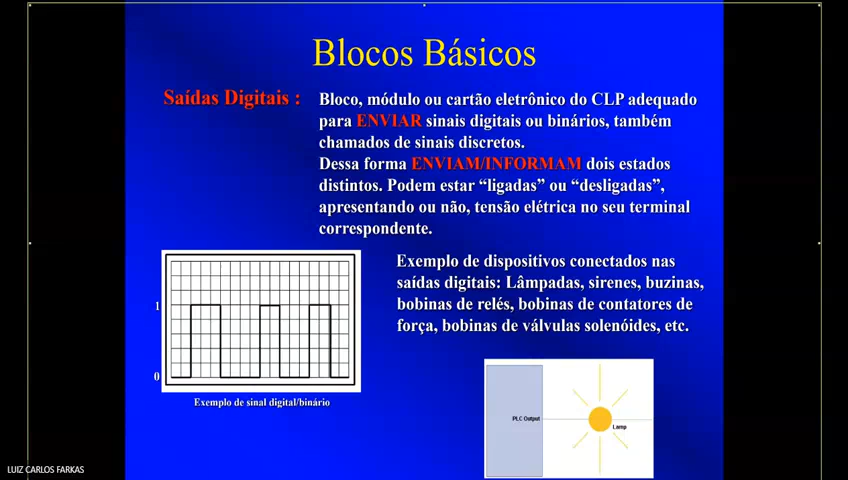 Blocos Básicos
Saídas Digitais :
Bloco, módulo ou cartão eletrônico do CLP adequado
para ENVIAR sinais digitais ou binários, também
chamados de sinais discretos.
Dessa forma ENVIAM/INFORMAM dois estados
distintos. Podem estar “ligadas” ou “desligadas”,
apresentando ou não, tensão elétrica no seu terminal
correspondente.
Exemplo de dispositivos conectados nas
saídas digitais: Lâmpadas, sirenes, buzinas,
bobinas de relés, bobinas de contatores de
força, bobinas de válvulas solenóides, etc.
1
0
Exemplo de sinal digital/binário
PLC Output
Lamp
LUIZ CARLOS FARKAS